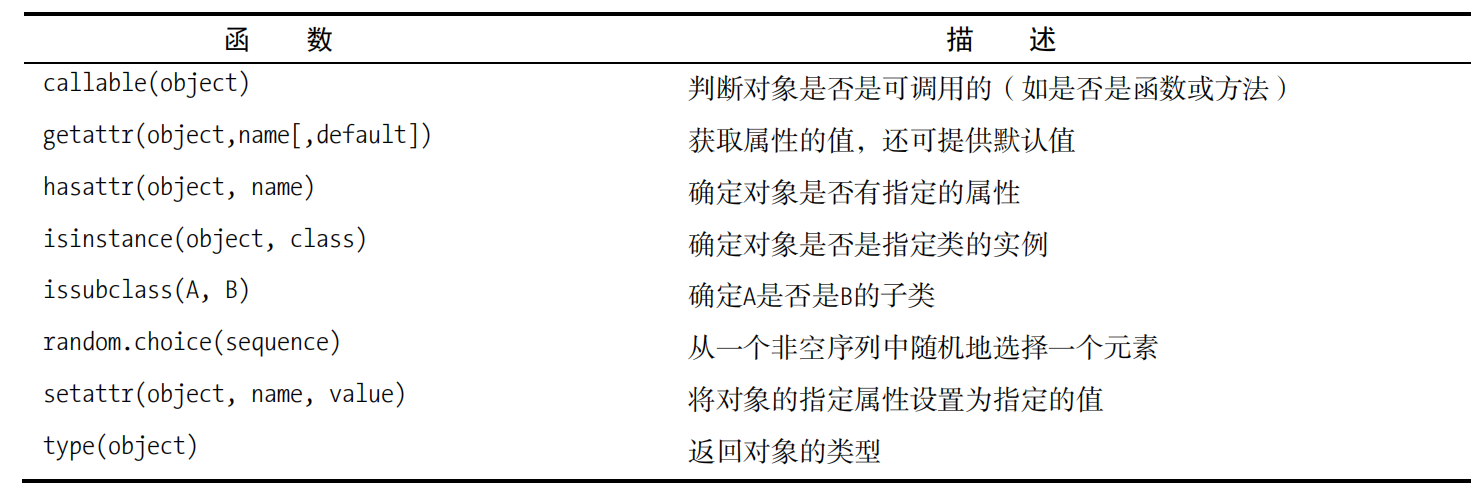 函 数 描 述
callable(object) 判断对象是否是可调用的（如是否是函数或方法）
getattr(object,name[,default]) 获取属性的值，还可提供默认值
hasattr(object, name) 确定对象是否有指定的属性
isinstance(object, class) 确定对象是否是指定类的实例
issubclass(A, B) 确定A是否是B的子类
random.choice(sequence) 从一个非空序列中随机地选择一个元素
setattr(object, name, value) 将对象的指定属性设置为指定的值
type(object) 返回对象的类型